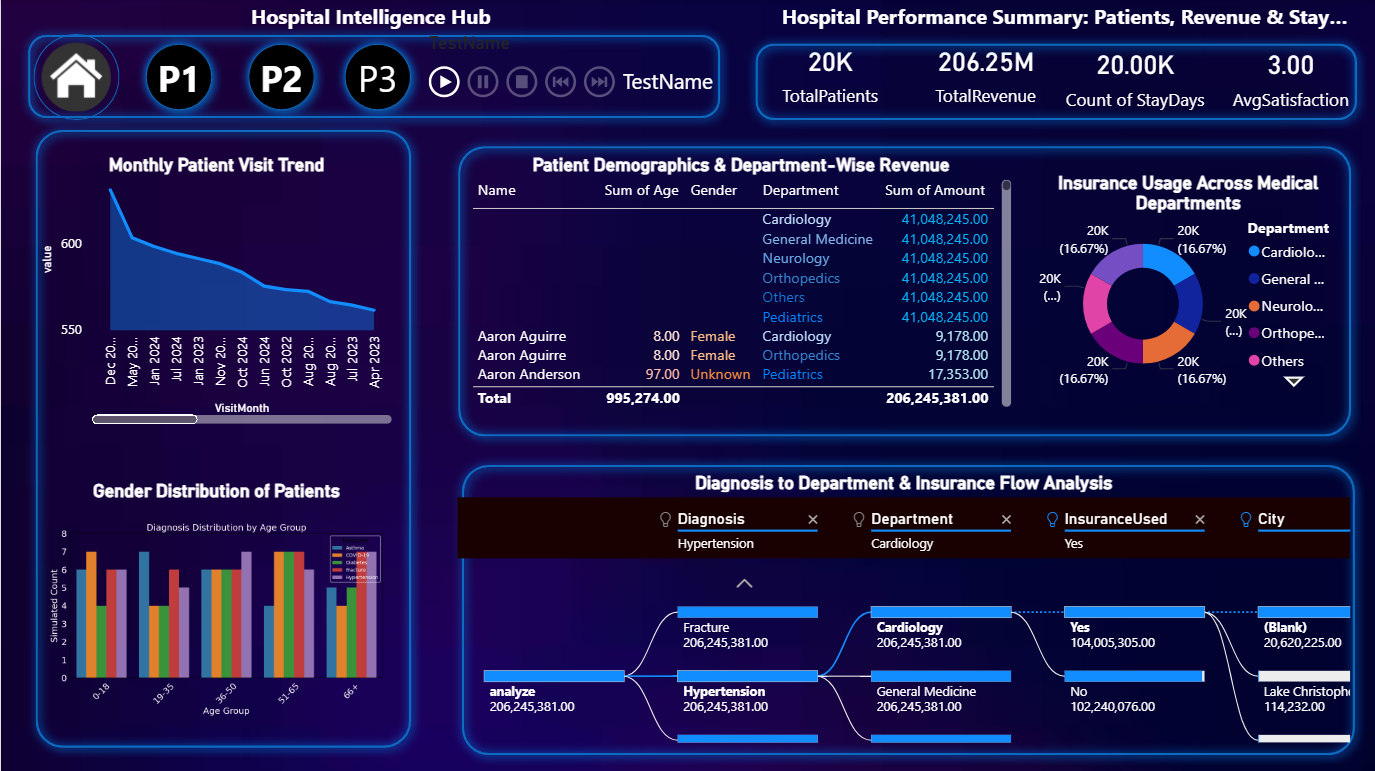 Hospital Intelligence Hub
Hospital Performance Summary: Patients, Revenue & Stay...
TestName
P1 P2 P3
TestName
20K 206.25M 20.00K 3.00
TotalPatients TotalRevenue Count of StayDays AvgSatisfaction
Monthly Patient Visit Trend
value
600
550
Dec 20...
May 20...
Jan 2024
Jul 2024
Jan 2023
Nov 20...
Oct 2024
Jun 2024
Oct 2022
Aug 20...
Aug 20...
Jul 2023
Apr 2023
VisitMonth
Patient Demographics & Department-Wise Revenue
Name Sum of Age Gender Department Sum of Amount
Cardiology 41,048,245.00
General Medicine 41,048,245.00
Neurology 41,048,245.00
Orthopedics 41,048,245.00
Others 41,048,245.00
Pediatrics 41,048,245.00
Aaron Aguirre 8.00 Female Cardiology 9,178.00
Aaron Aguirre 8.00 Female Orthopedics 9,178.00
Aaron Anderson 97.00 Unknown Pediatrics 17,353.00
Total 995,274.00 206,245,381.00
Insurance Usage Across Medical
Departments
20K
(16.67%)
20K
(16.67%)
20K
(...)
20K
(...)
20K
(16.67%)
20K
(16.67%)
Department
Cardiolo...
General ...
Neurolo...
Orthope...
Others
Gender Distribution of Patients
Diagnosis Distribution by Age Group
Simulated Count
8
7
6
5
4
3
2
1
0
Asthma
COVID-19
Diabetes
Fracture
Hypertension
0-18
19-35
36-50
51-65
66+
Age Group
Diagnosis to Department & Insurance Flow Analysis
Diagnosis Department InsuranceUsed City
Hypertension Cardiology Yes
analyze
206,245,381.00
Fracture
206,245,381.00
Hypertension
206,245,381.00
Cardiology
206,245,381.00
General Medicine
206,245,381.00
Yes
104,005,305.00
No
102,240,076.00
(Blank)
20,620,225.00
Lake Christophe
114,232.00